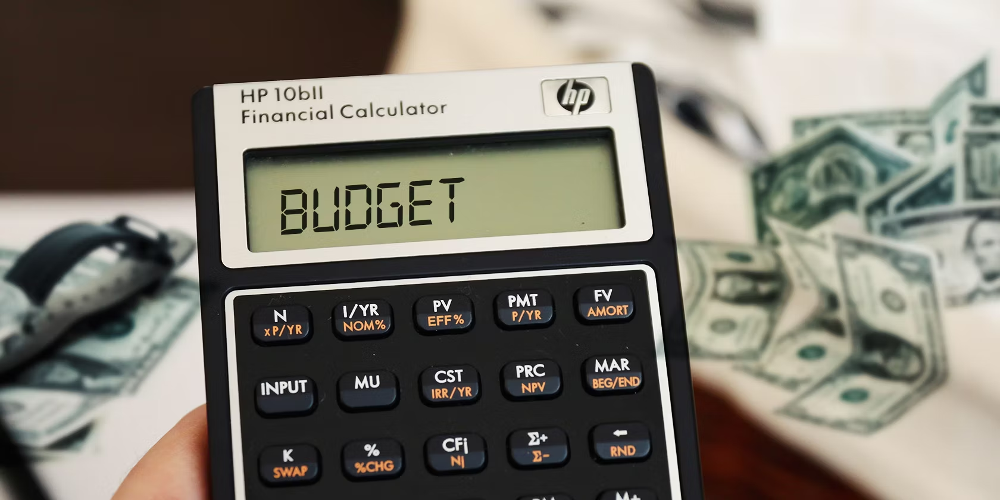 HP 10bII
Financial Calculator
hp
BUDGET
N
I/YR
PV
PMT
FV
xP/YR
NOM%
EFF%
P/YR
AMORT
INPUT
MU
CST
PRC
MAR
IRR/YR
NPV
BEG/END
K
%
CFj
Σ+
←
SWAP
%CHG
Nj
Σ-
RND
M+